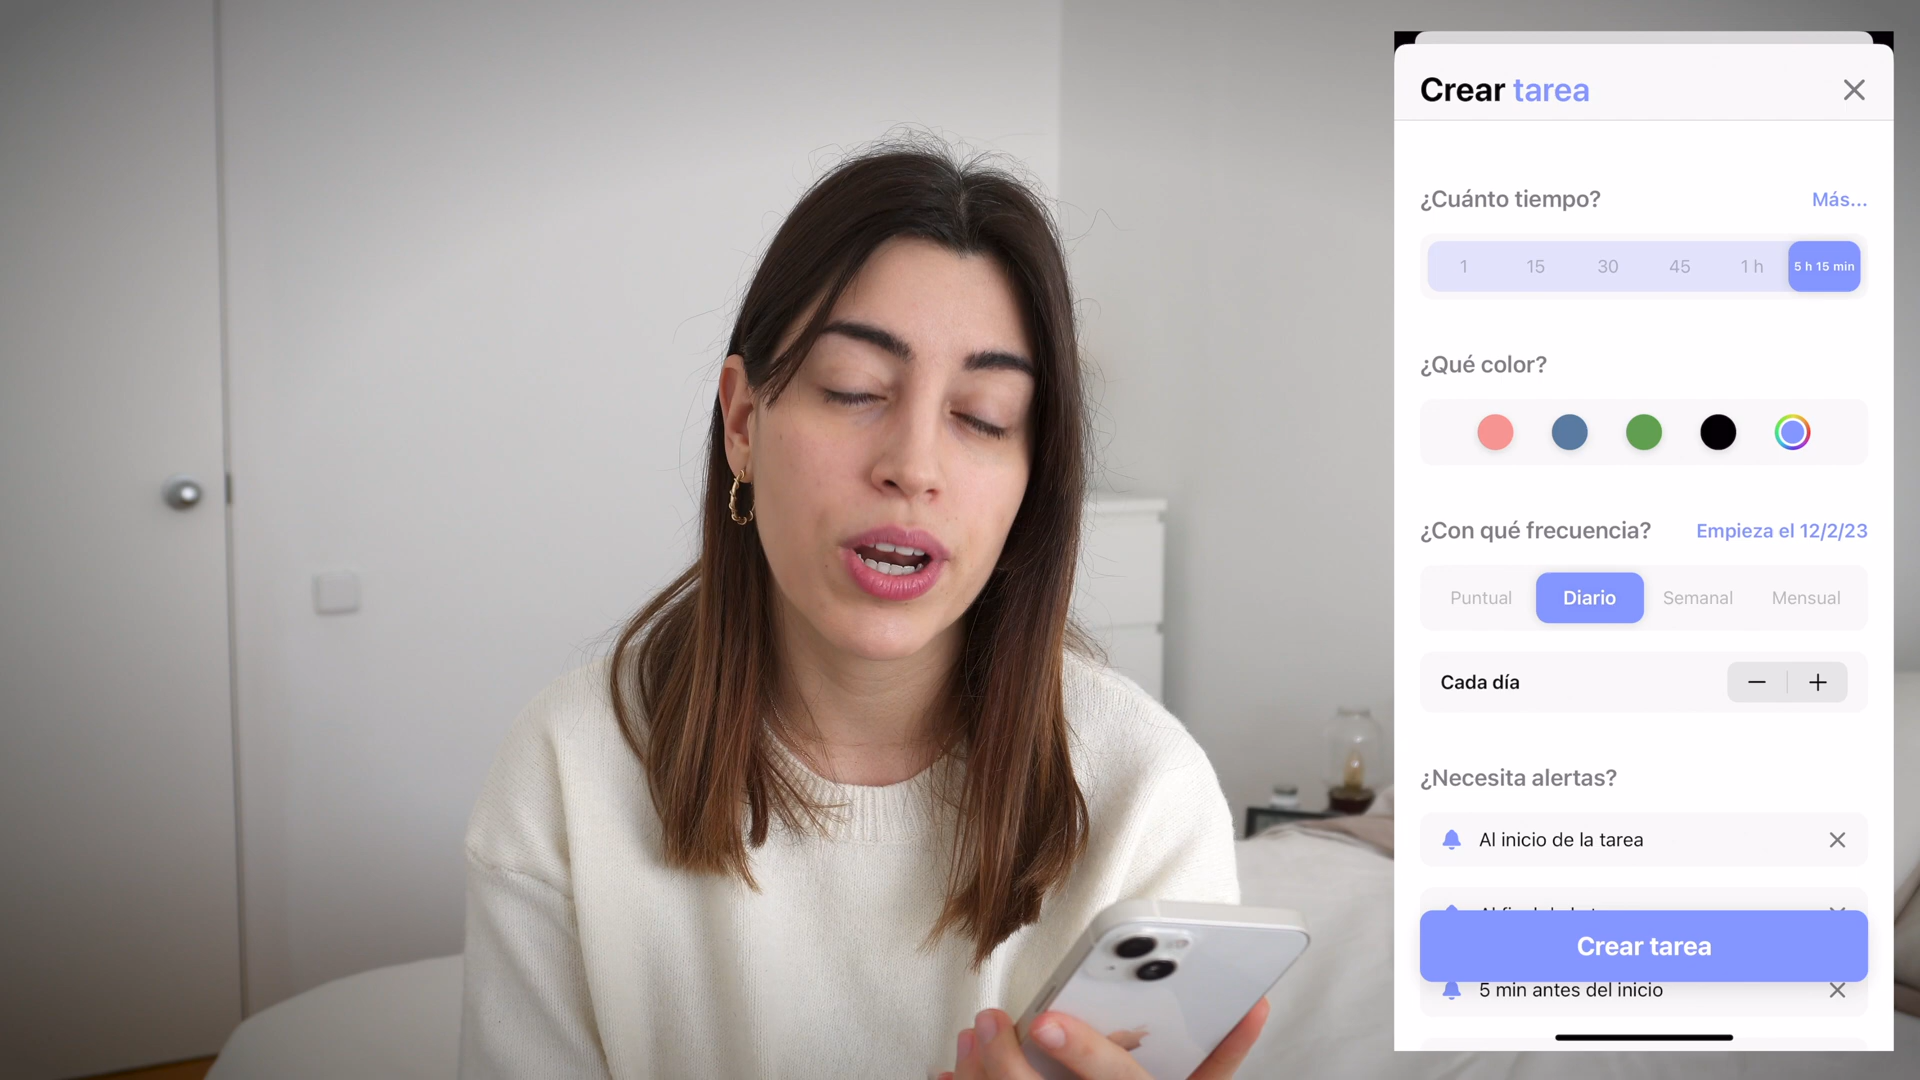 Crear tarea
¿Cuánto tiempo?
Más...
1
15
30
45
1 h
5 h 15 min
¿Qué color?
¿Con qué frecuencia?
Empieza el 12/2/23
Puntual
Diario
Semanal
Mensual
Cada día
¿Necesita alertas?
Al inicio de la tarea
Crear tarea
5 min antes del inicio